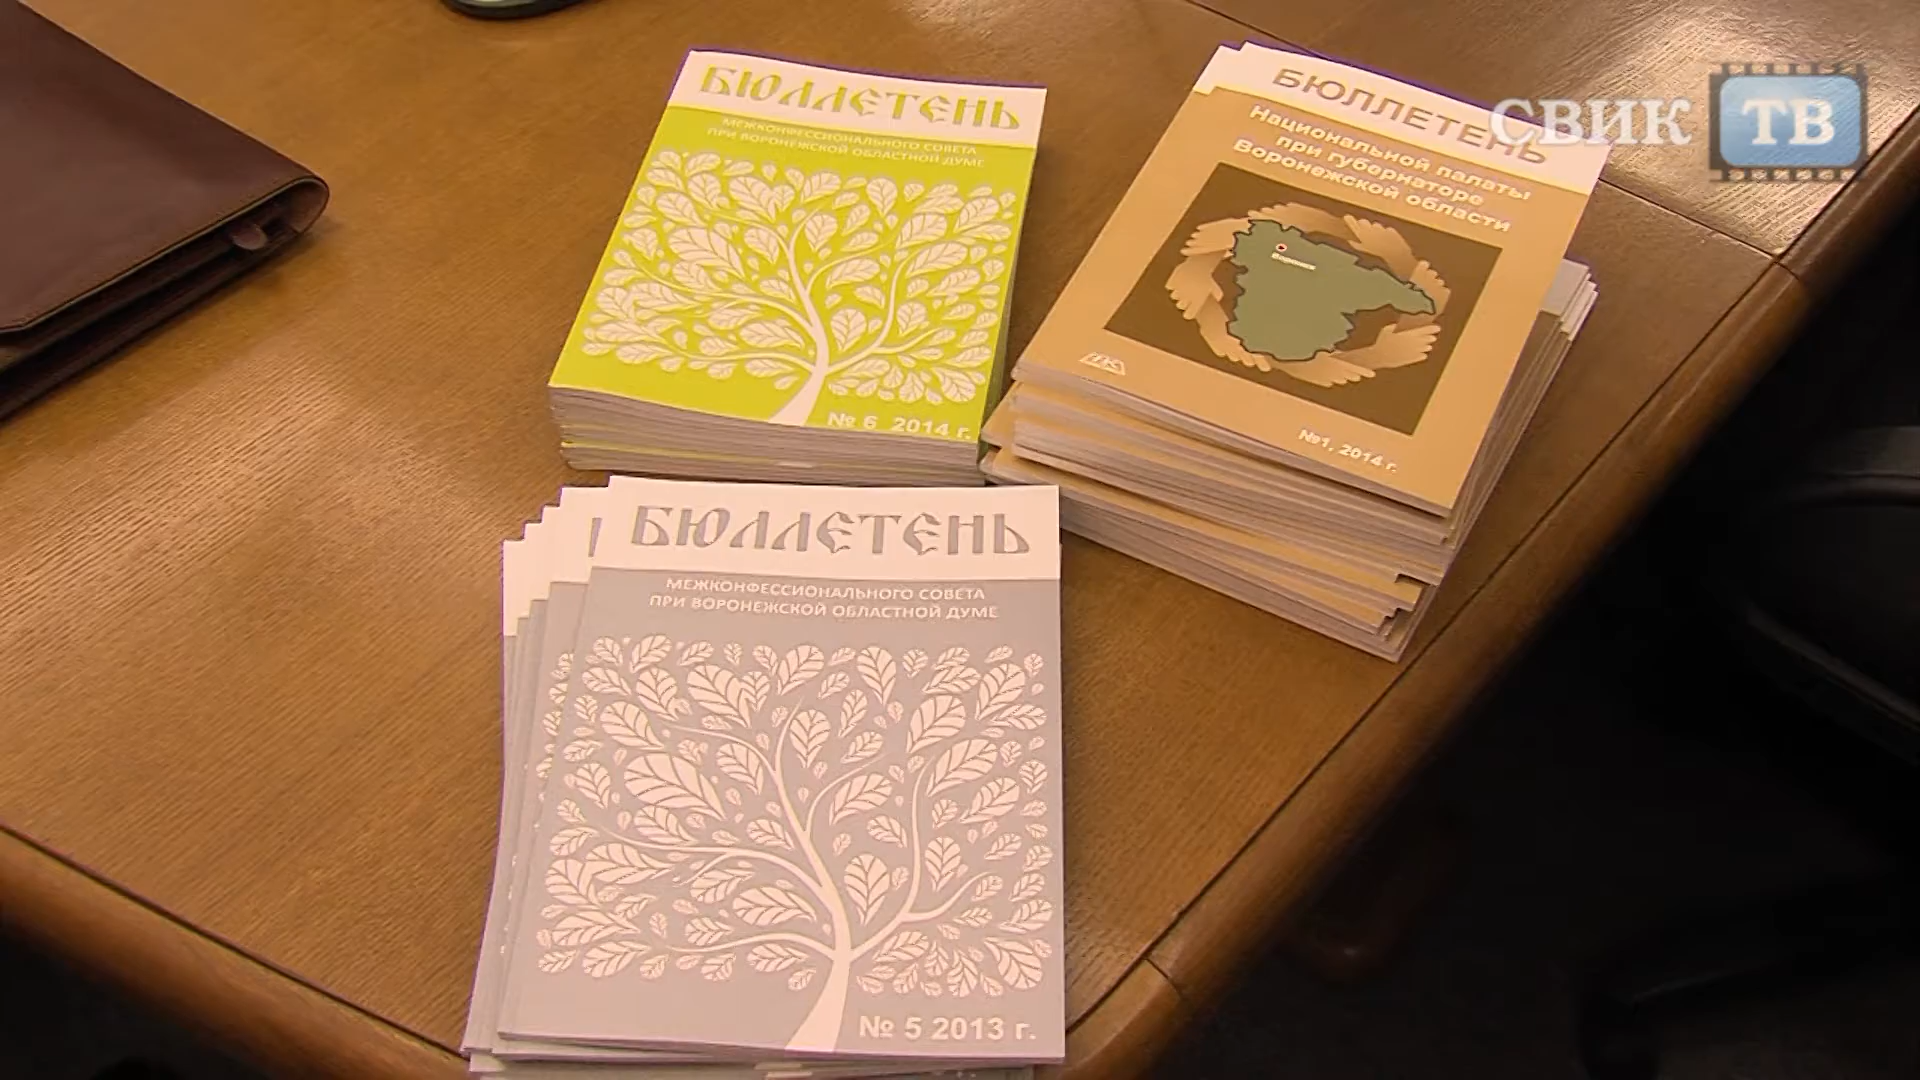 БЮЛЛЕТЕНЬ
МЕЖКОНФЕССИОНАЛЬНОГО СОВЕТА
ПРИ ВОРОНЕЖСКОЙ ОБЛАСТНОЙ ДУМЕ
№ 6 2014 г.
БЮЛЛЕТЕНЬ
Национальной палаты
при губернаторе
Воронежской области
Воронеж
№1, 2014 г.
СВИК ТВ
БЮЛЛЕТЕНЬ
МЕЖКОНФЕССИОНАЛЬНОГО СОВЕТА
ПРИ ВОРОНЕЖСКОЙ ОБЛАСТНОЙ ДУМЕ
№ 5 2013 г.